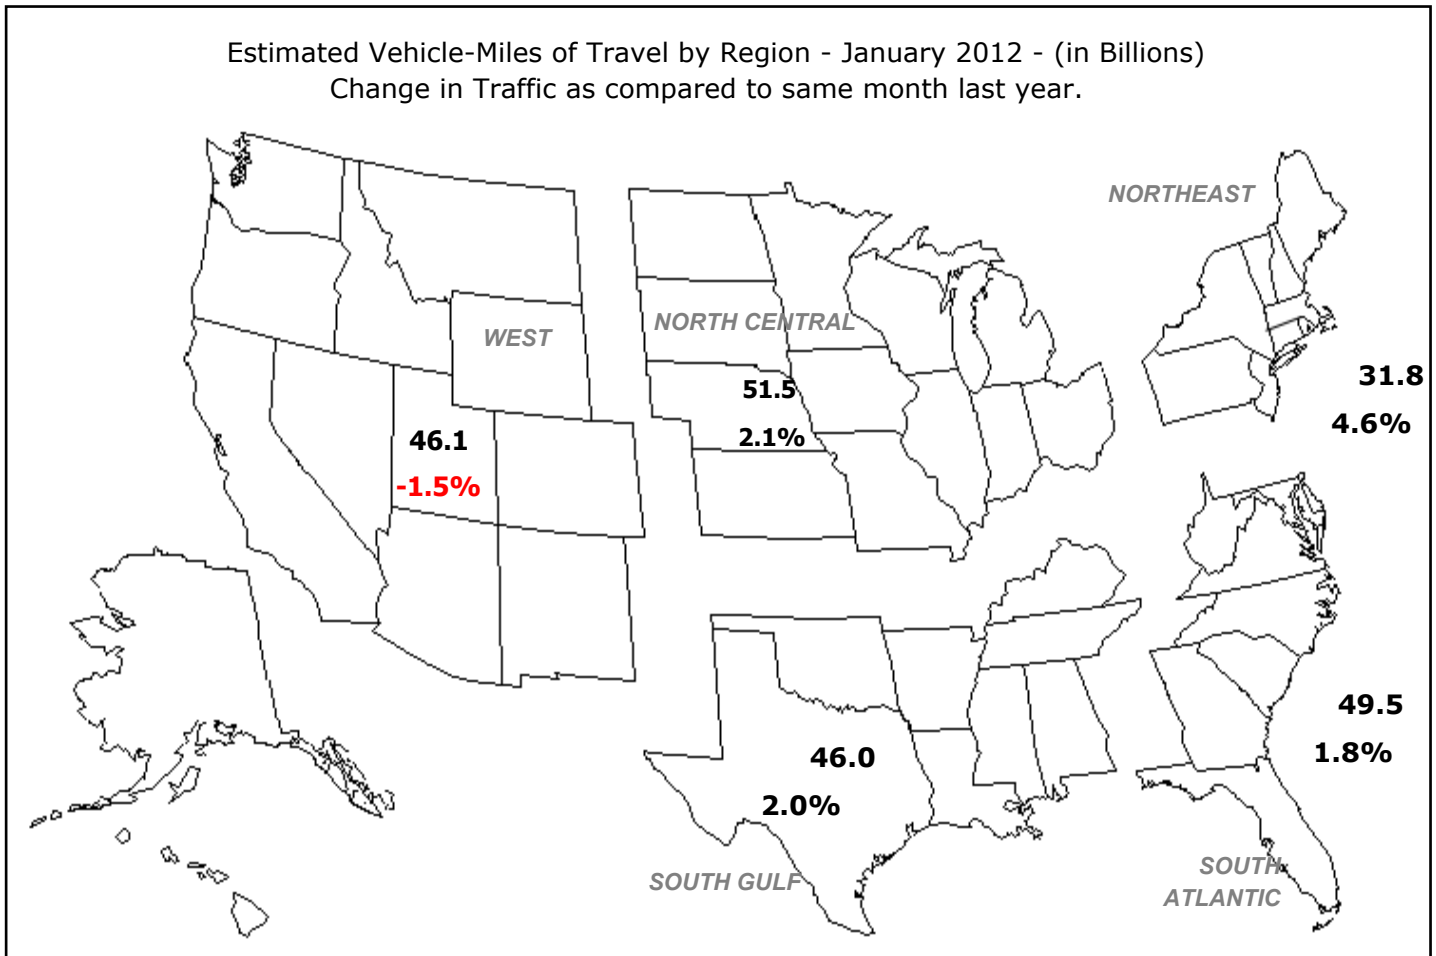 Estimated Vehicle-Miles of Travel by Region - January 2012 - (in Billions)
Change in Traffic as compared to same month last year.
NORTHEAST
WEST
NORTH CENTRAL
31.8
4.6%
51.5
2.1%
46.1
-1.5%
49.5
1.8%
46.0
2.0%
SOUTH GULF
SOUTH
ATLANTIC